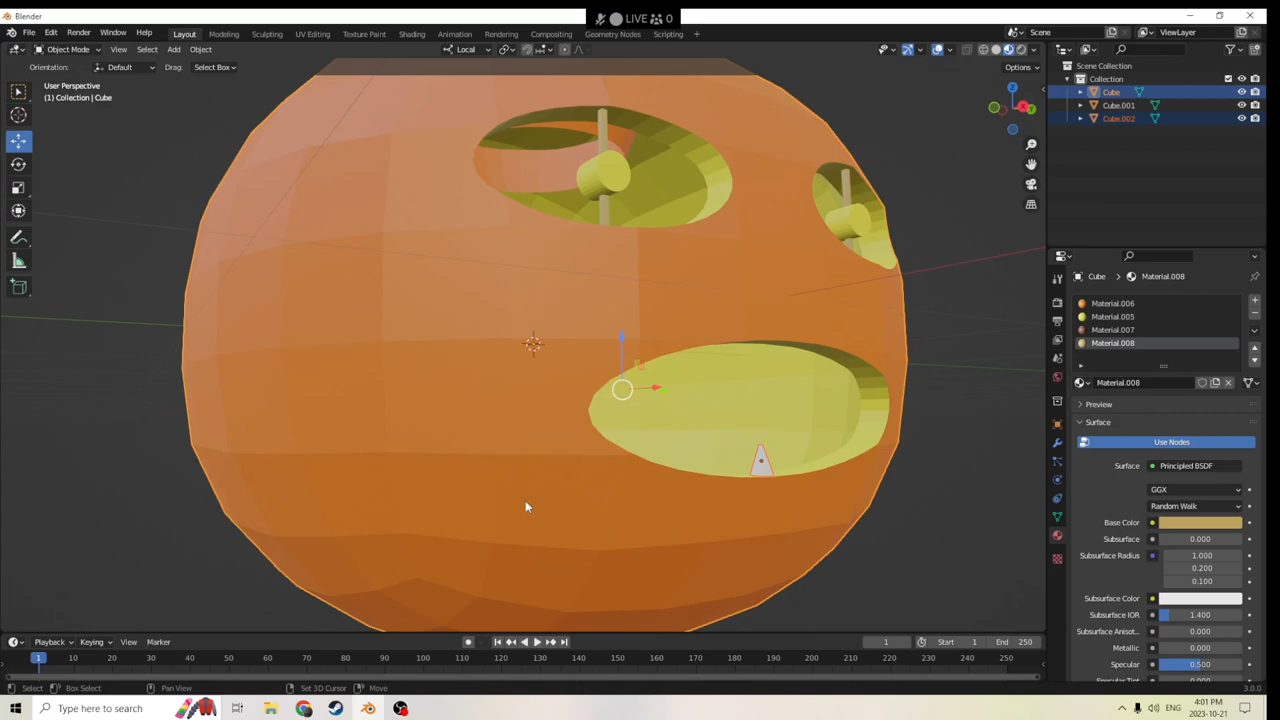 Blender
LIVE 0
File Edit Render Window Help Layout Modeling Sculpting UV Editing Texture Paint Shading Animation Rendering Compositing Geometry Nodes Scripting + Scene ViewLayer
Object Mode View Select Add Object Local
Orientation: Default Drag: Select Box Options
User Perspective
(1) Collection | Cube
Z
X
Y
Scene Collection
Collection
Cube
Cube.001
Cube.002
Cube Material.008
Material.006
Material.005
Material.007
Material.008
Material.008
Preview
Surface
Use Nodes
Surface Principled BSDF
GGX
Random Walk
Base Color
Subsurface 0.000
Subsurface Radius 1.000
0.200
0.100
Subsurface Color
Subsurface IOR 1.400
Subsurface Anisot... 0.000
Metallic 0.000
Specular 0.500
Specular Tint 0.000
Playback Keying View Marker 1 Start 1 End 250
1 10 20 30 40 50 60 70 80 90 100 110 120 130 140 150 160 170 180 190 200 210 220 230 240 250
Select Box Select Pan View Set 3D Cursor Move 3.0.0
Type here to search ENG 4:01 PM
2023-10-21